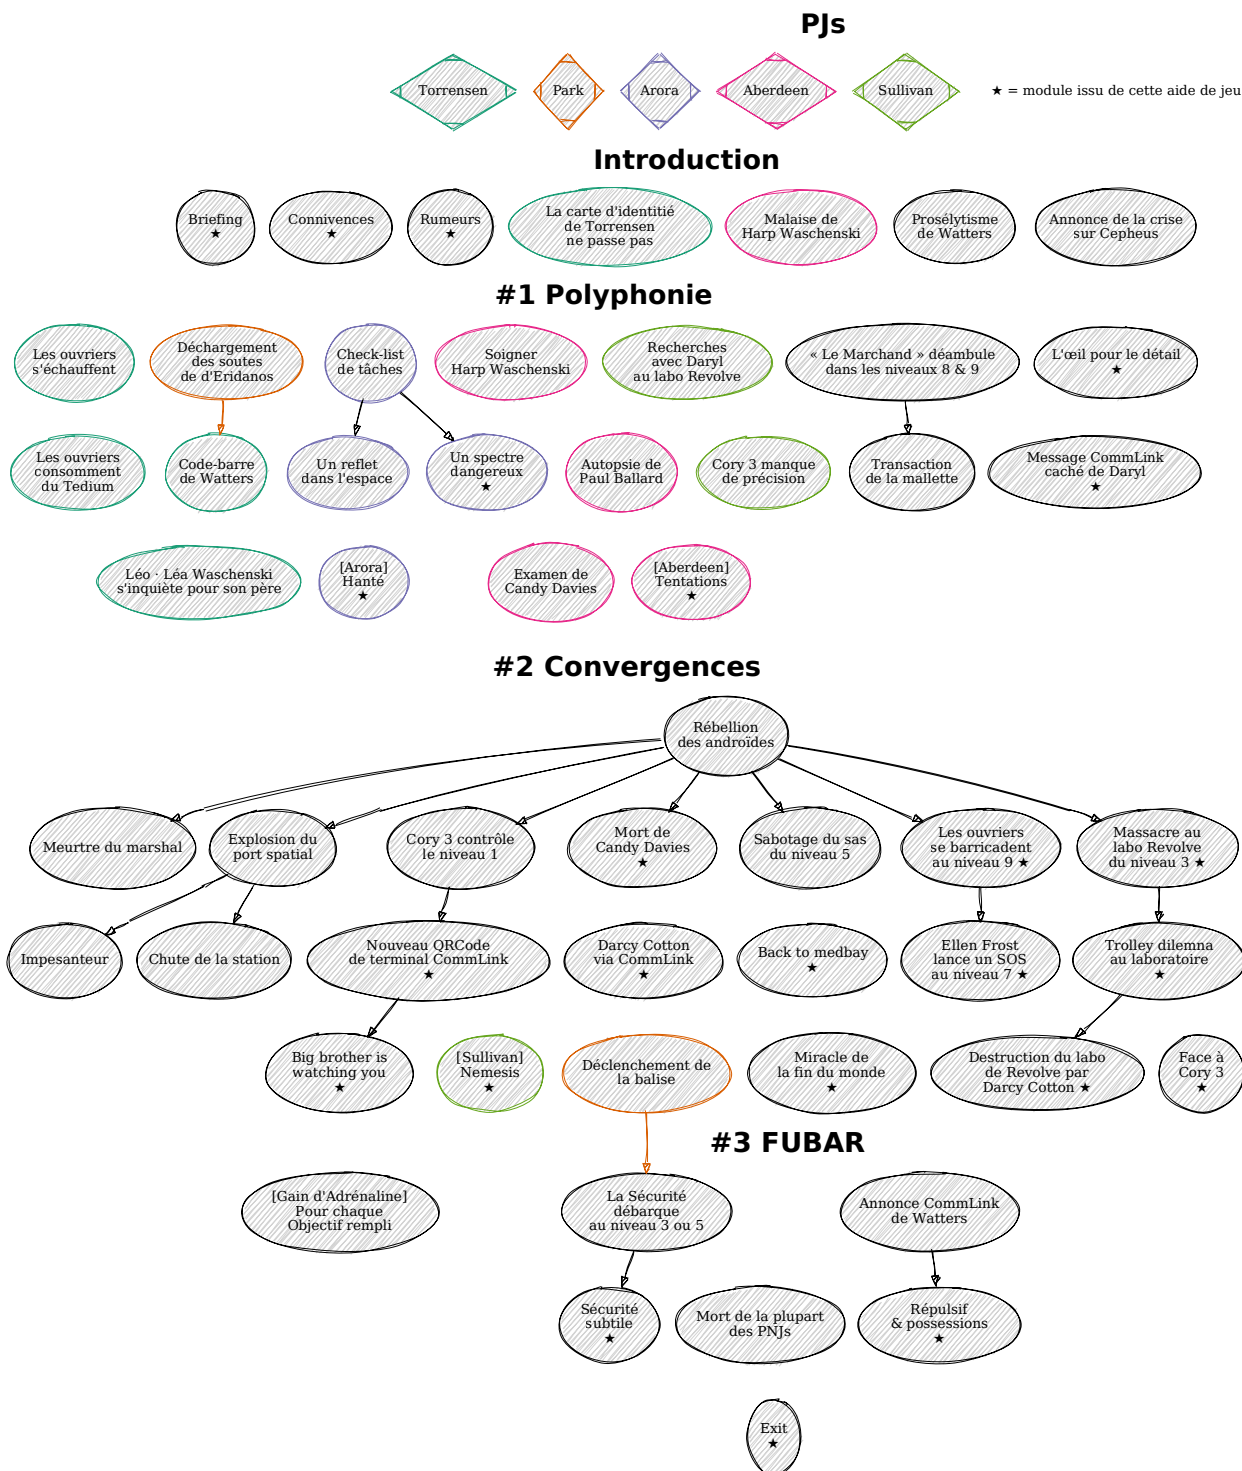 PJs
Torrensen
Park
Arora
Aberdeen
Sullivan
★ = module issu de cette aide de jeu
Introduction
Briefing
★
Connivences
★
Rumeurs
★
La carte d'identitié
de Torrensen
ne passe pas
Malaise de
Harp Waschenski
Prosélytisme
de Watters
Annonce de la crise
sur Cepheus
#1 Polyphonie
Les ouvriers
s'échauffent
Déchargement
des soutes
de d'Eridanos
Check-list
de tâches
Soigner
Harp Waschenski
Recherches
avec Daryl
au labo Revolve
« Le Marchand » déambule
dans les niveaux 8 & 9
L'œil pour le détail
★
Les ouvriers
consomment
du Tedium
Code-barre
de Watters
Un reflet
dans l'espace
Un spectre
dangereux
★
Autopsie de
Paul Ballard
Cory 3 manque
de précision
Transaction
de la mallette
Message CommLink
caché de Daryl
★
Léo · Léa Waschenski
s'inquiète pour son père
[Arora]
Hanté
★
Examen de
Candy Davies
[Aberdeen]
Tentations
★
#2 Convergences
Rébellion
des androïdes
Meurtre du marshal
Explosion du
port spatial
Cory 3 contrôle
le niveau 1
Mort de
Candy Davies
★
Sabotage du sas
du niveau 5
Les ouvriers
se barricadent
au niveau 9 ★
Massacre au
labo Revolve
du niveau 3 ★
Impesanteur
Chute de la station
Nouveau QRCode
de terminal CommLink
★
Darcy Cotton
via CommLink
★
Back to medbay
★
Ellen Frost
lance un SOS
au niveau 7 ★
Trolley dilemna
au laboratoire
★
Big brother is
watching you
★
[Sullivan]
Nemesis
★
Déclenchement de
la balise
Miracle de
la fin du monde
★
Destruction du labo
de Revolve par
Darcy Cotton ★
Face à
Cory 3
★
#3 FUBAR
[Gain d'Adrénaline]
Pour chaque
Objectif rempli
La Sécurité
débarque
au niveau 3 ou 5
Annonce CommLink
de Watters
Sécurité
subtile
★
Mort de la plupart
des PNJs
Répulsif
& possessions
★
Exit
★